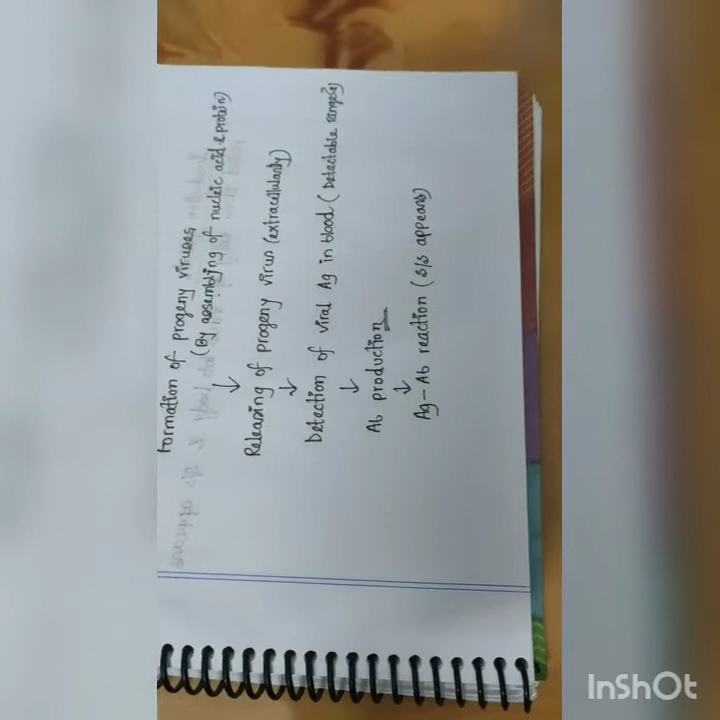 Formation of progeny viruses
(By assembling of nucleic acid & protein)
↓
Releasing of progeny virus (extracellularly)
↓
Detection of viral Ag in blood (Detectable range)
↓
Ab production
↓
Ag - Ab reaction (s/s appears)
InShOt